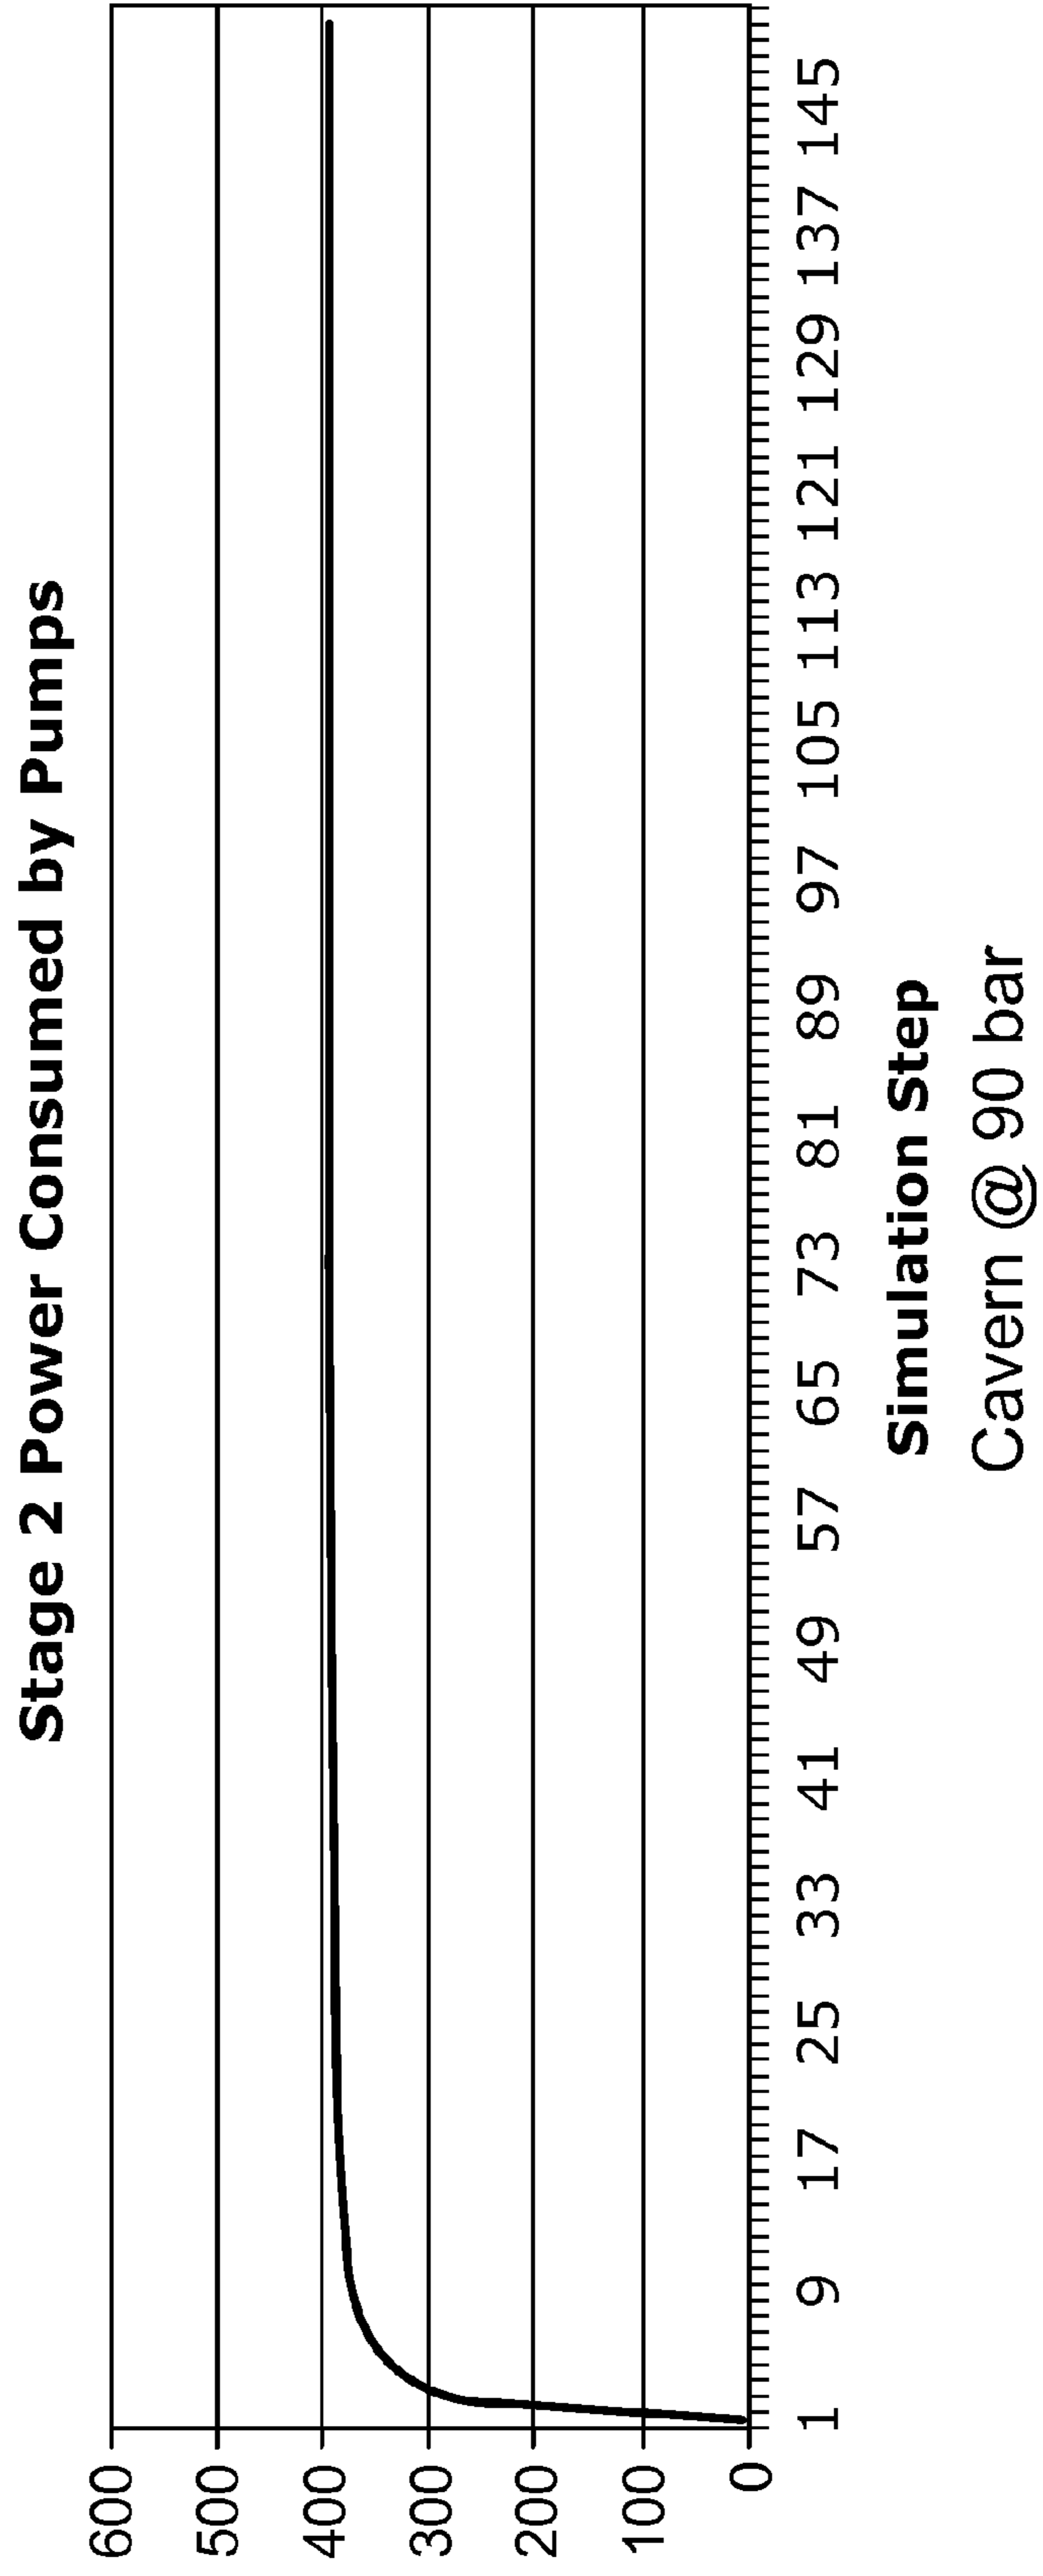 Stage 2 Power Consumed by Pumps
600
500
400
300
200
100
0
1 9 17 25 33 41 49 57 65 73 81 89 97 105 113 121 129 137 145
Simulation Step
Cavern @ 90 bar